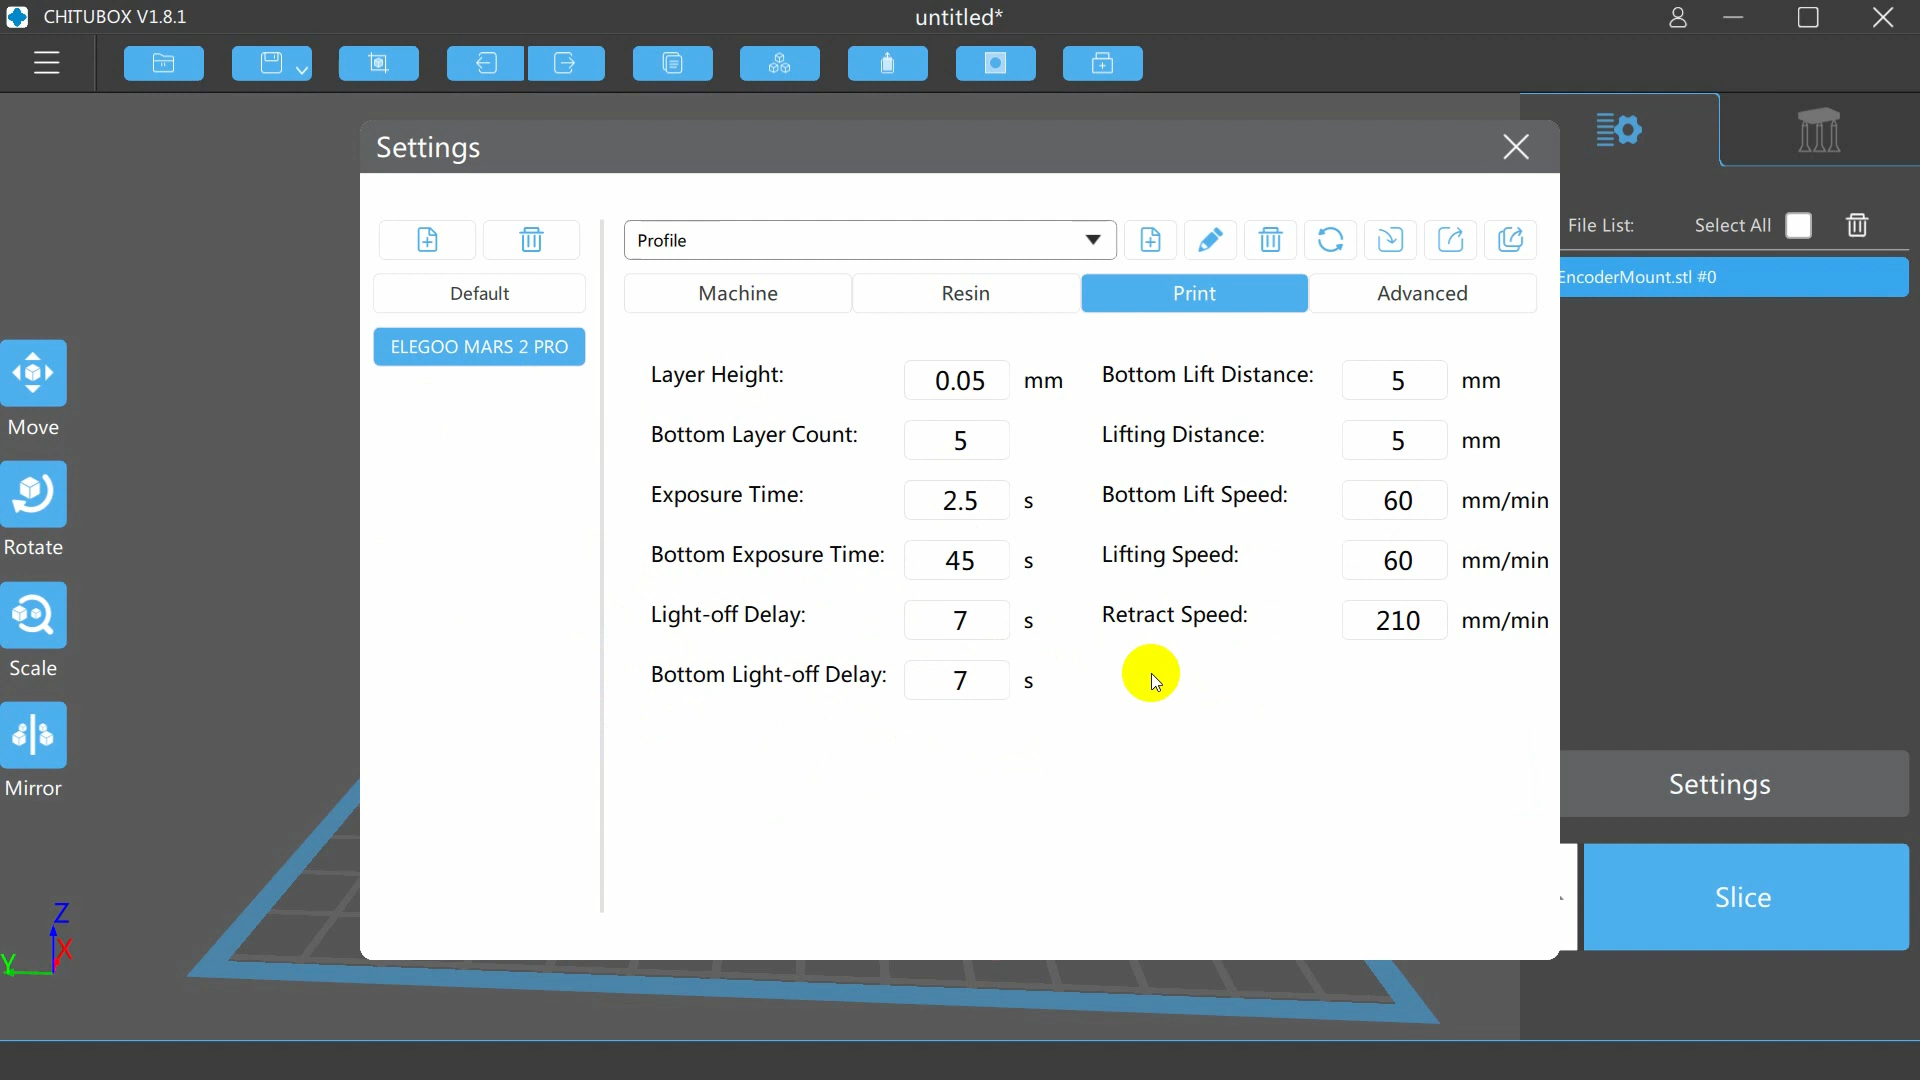 CHITUBOX V1.8.1
untitled*
Settings
Profile
Default
ELEGOO MARS 2 PRO
Machine
Resin
Print
Advanced
Layer Height: 0.05 mm
Bottom Lift Distance: 5 mm
Bottom Layer Count: 5
Lifting Distance: 5 mm
Exposure Time: 2.5 s
Bottom Lift Speed: 60 mm/min
Bottom Exposure Time: 45 s
Lifting Speed: 60 mm/min
Light-off Delay: 7 s
Retract Speed: 210 mm/min
Bottom Light-off Delay: 7 s
File List:
Select All
EncoderMount.stl #0
Settings
Slice
Move
Rotate
Scale
Mirror
Z
X
Y